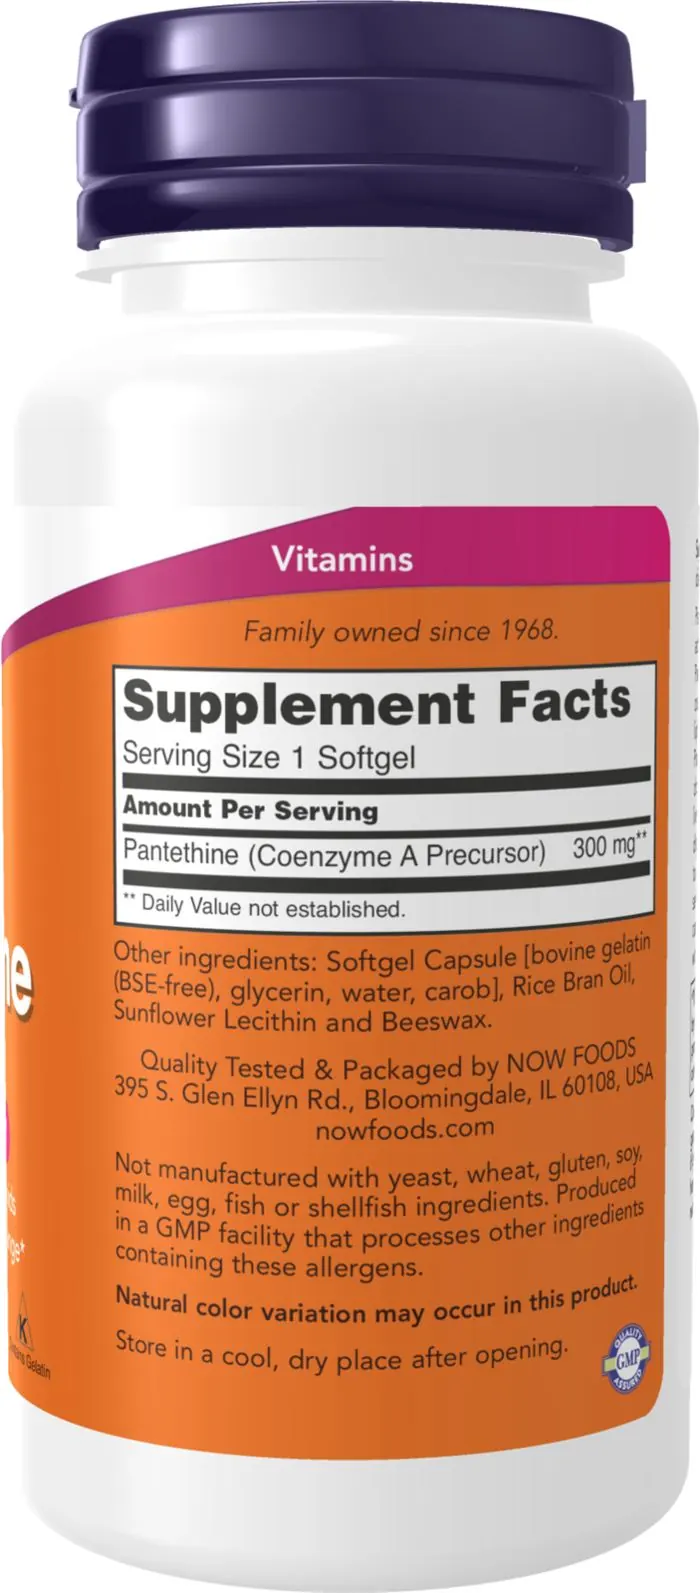 Vitamins
Family owned since 1968.
Supplement Facts
Serving Size 1 Softgel
Amount Per Serving
Pantethine (Coenzyme A Precursor) 300 mg**
** Daily Value not established.
Other ingredients: Softgel Capsule [bovine gelatin
(BSE-free), glycerin, water, carob], Rice Bran Oil,
Sunflower Lecithin and Beeswax.
Quality Tested & Packaged by NOW FOODS
395 S. Glen Ellyn Rd., Bloomingdale, IL 60108, USA
nowfoods.com
Not manufactured with yeast, wheat, gluten, soy,
milk, egg, fish or shellfish ingredients. Produced
in a GMP facility that processes other ingredients
containing these allergens.
Natural color variation may occur in this product.
Store in a cool, dry place after opening.
QUALITY
GMP
ASSURED
K
Gelatin